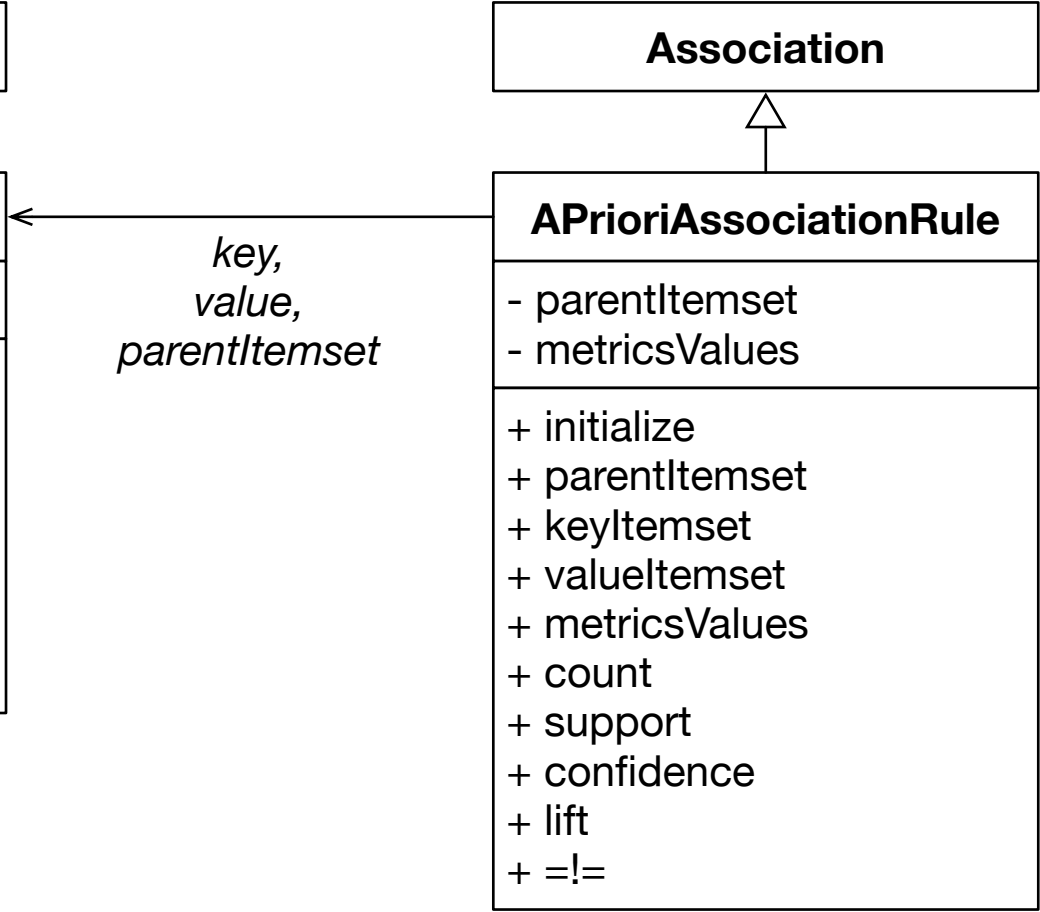 Association
APrioriAssociationRule
key,
value,
parentItemset
- parentItemset
- metricsValues
+ initialize
+ parentItemset
+ keyItemset
+ valueItemset
+ metricsValues
+ count
+ support
+ confidence
+ lift
+ =!=